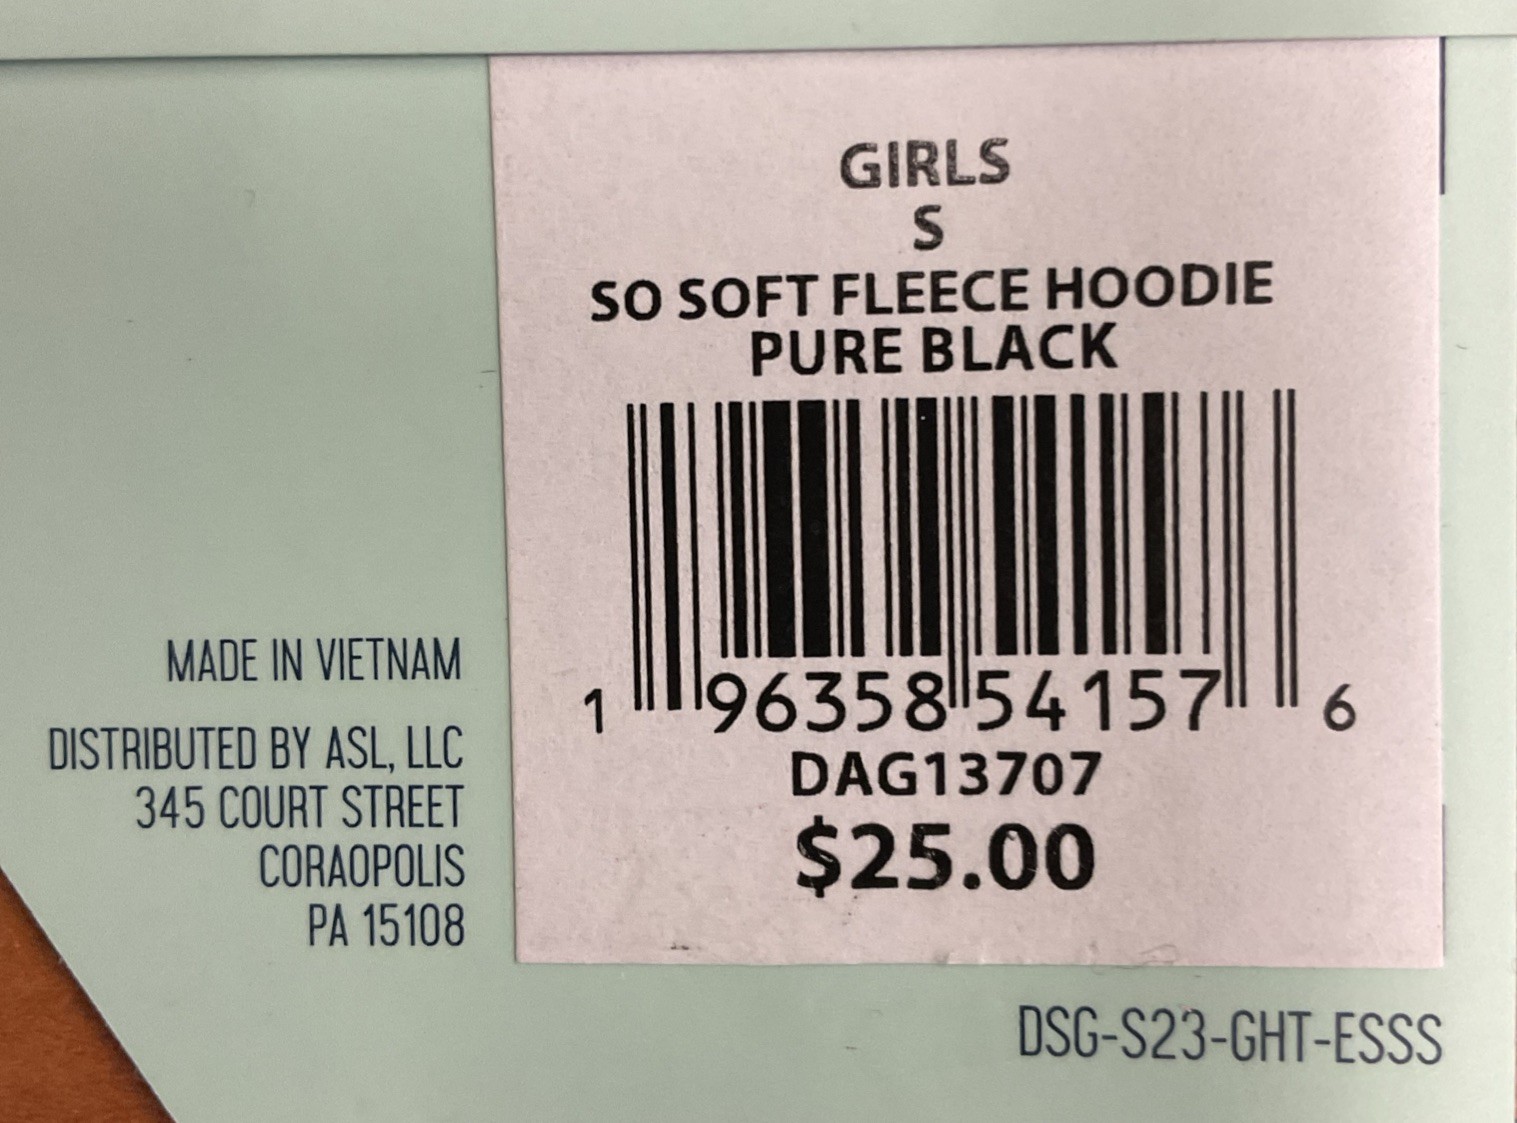 GIRLS
S
SO SOFT FLEECE HOODIE
PURE BLACK
1 96358 54157 6
DAG13707
$25.00
MADE IN VIETNAM
DISTRIBUTED BY ASL, LLC
345 COURT STREET
CORAOPOLIS
PA 15108
DSG-S23-GHT-ESSS